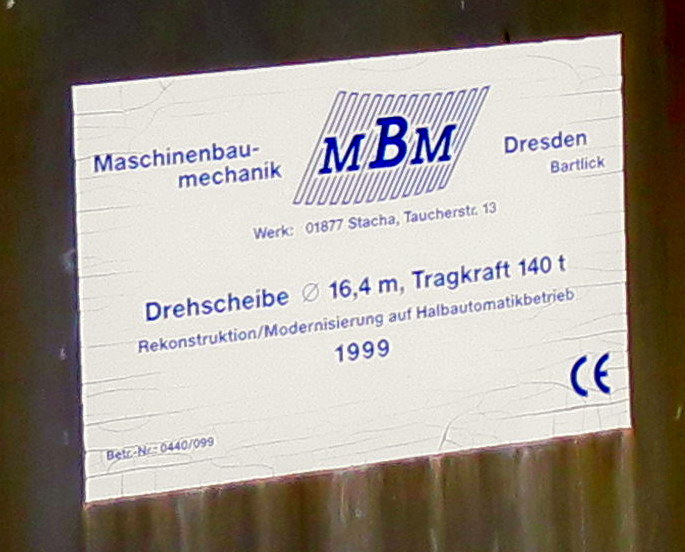 Maschinenbau-
mechanik
MBM
Dresden
Bartlick
Werk: 01877 Stacha, Taucherstr. 13
Drehscheibe ∅ 16,4 m, Tragkraft 140 t
Rekonstruktion/Modernisierung auf Halbautomatikbetrieb
1999
CE
Betr.-Nr.: 0440/099